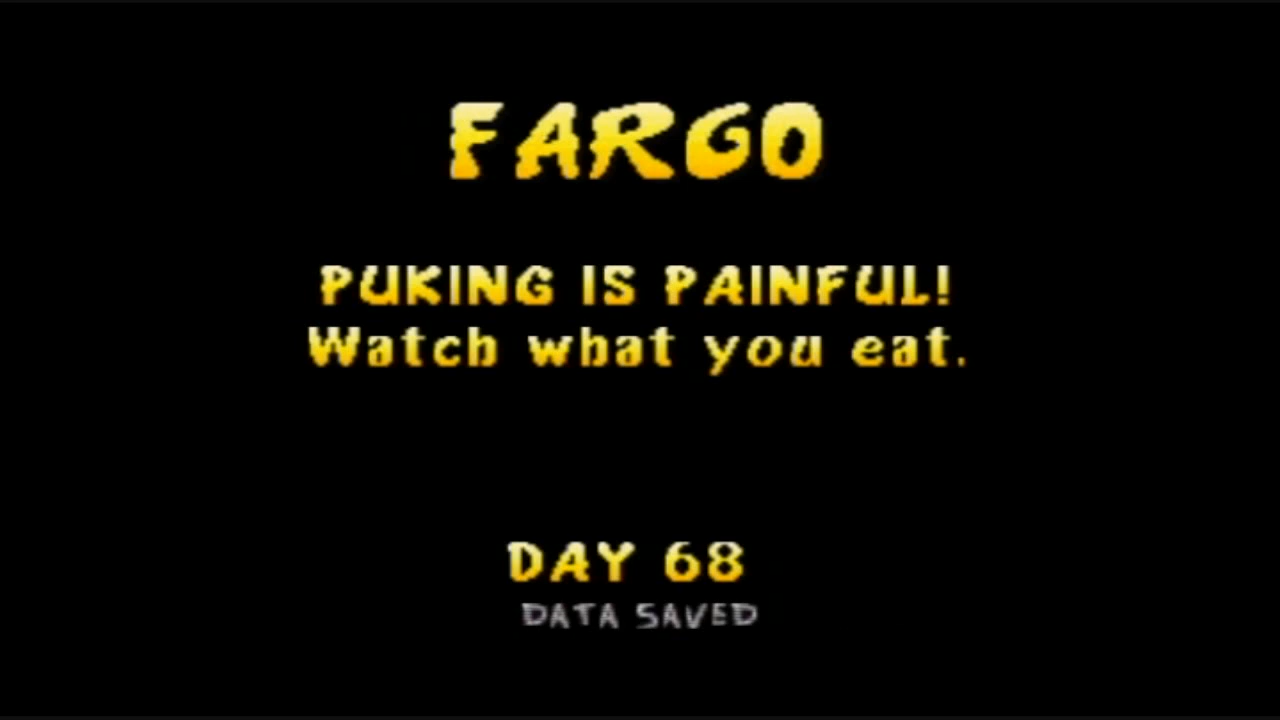 FARGO
PUKING IS PAINFUL!
Watch what you eat.
DAY 68
DATA SAVED